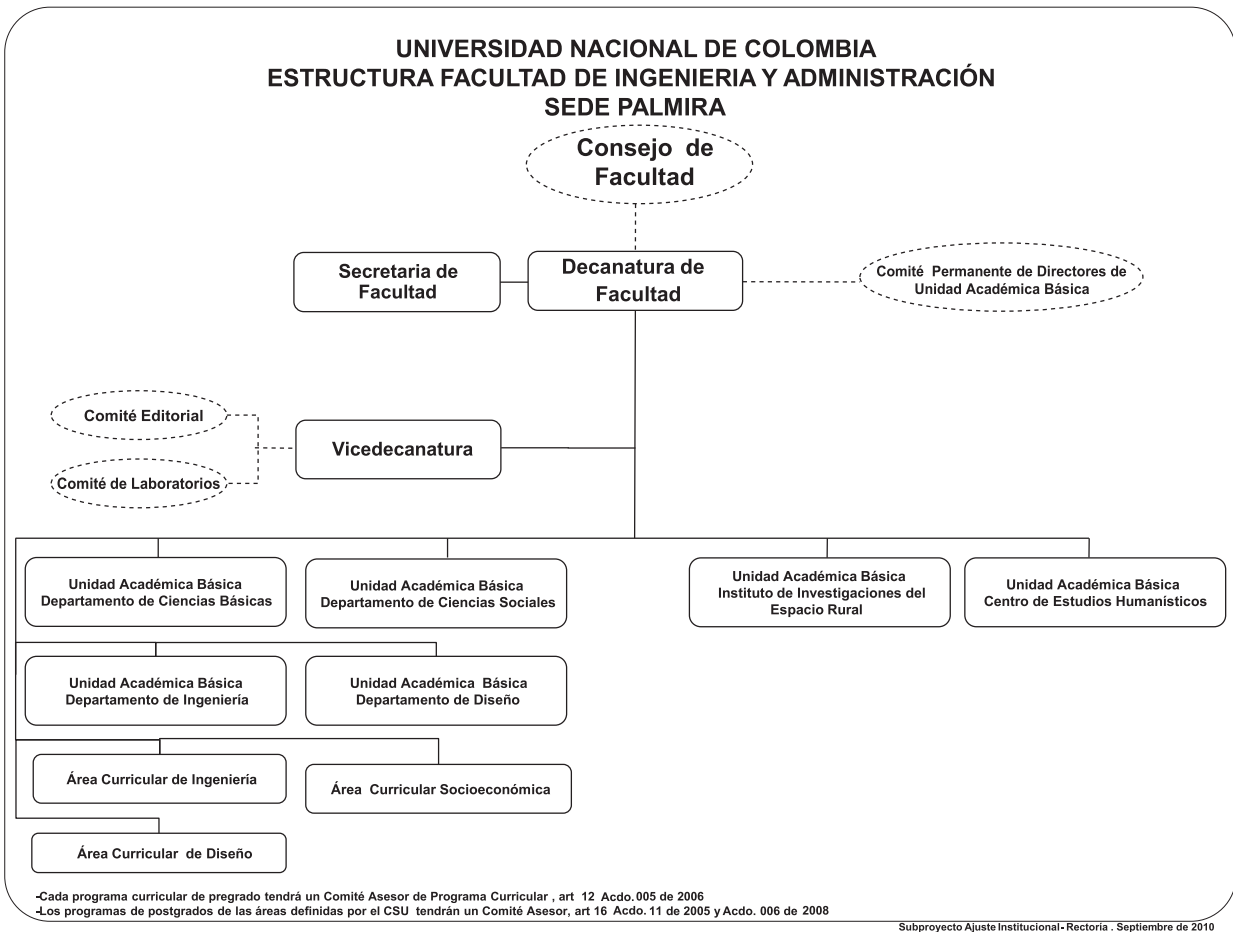 UNIVERSIDAD NACIONAL DE COLOMBIA
ESTRUCTURA FACULTAD DE INGENIERIA Y ADMINISTRACIÓN
SEDE PALMIRA
Consejo de
Facultad
Secretaria de
Facultad
Decanatura de
Facultad
Comité Permanente de Directores de
Unidad Académica Básica
Comité Editorial
Vicedecanatura
Comité de Laboratorios
Unidad Académica Básica
Departamento de Ciencias Básicas
Unidad Académica Básica
Departamento de Ciencias Sociales
Unidad Académica Básica
Instituto de Investigaciones del
Espacio Rural
Unidad Académica Básica
Centro de Estudios Humanísticos
Unidad Académica Básica
Departamento de Ingeniería
Unidad Académica Básica
Departamento de Diseño
Área Curricular de Ingeniería
Área Curricular Socioeconómica
Área Curricular de Diseño
-Cada programa curricular de pregrado tendrá un Comité Asesor de Programa Curricular , art 12 Acdo. 005 de 2006
-Los programas de postgrados de las áreas definidas por el CSU tendrán un Comité Asesor, art 16 Acdo. 11 de 2005 y Acdo. 006 de 2008
Subproyecto Ajuste Institucional- Rectoría . Septiembre de 2010